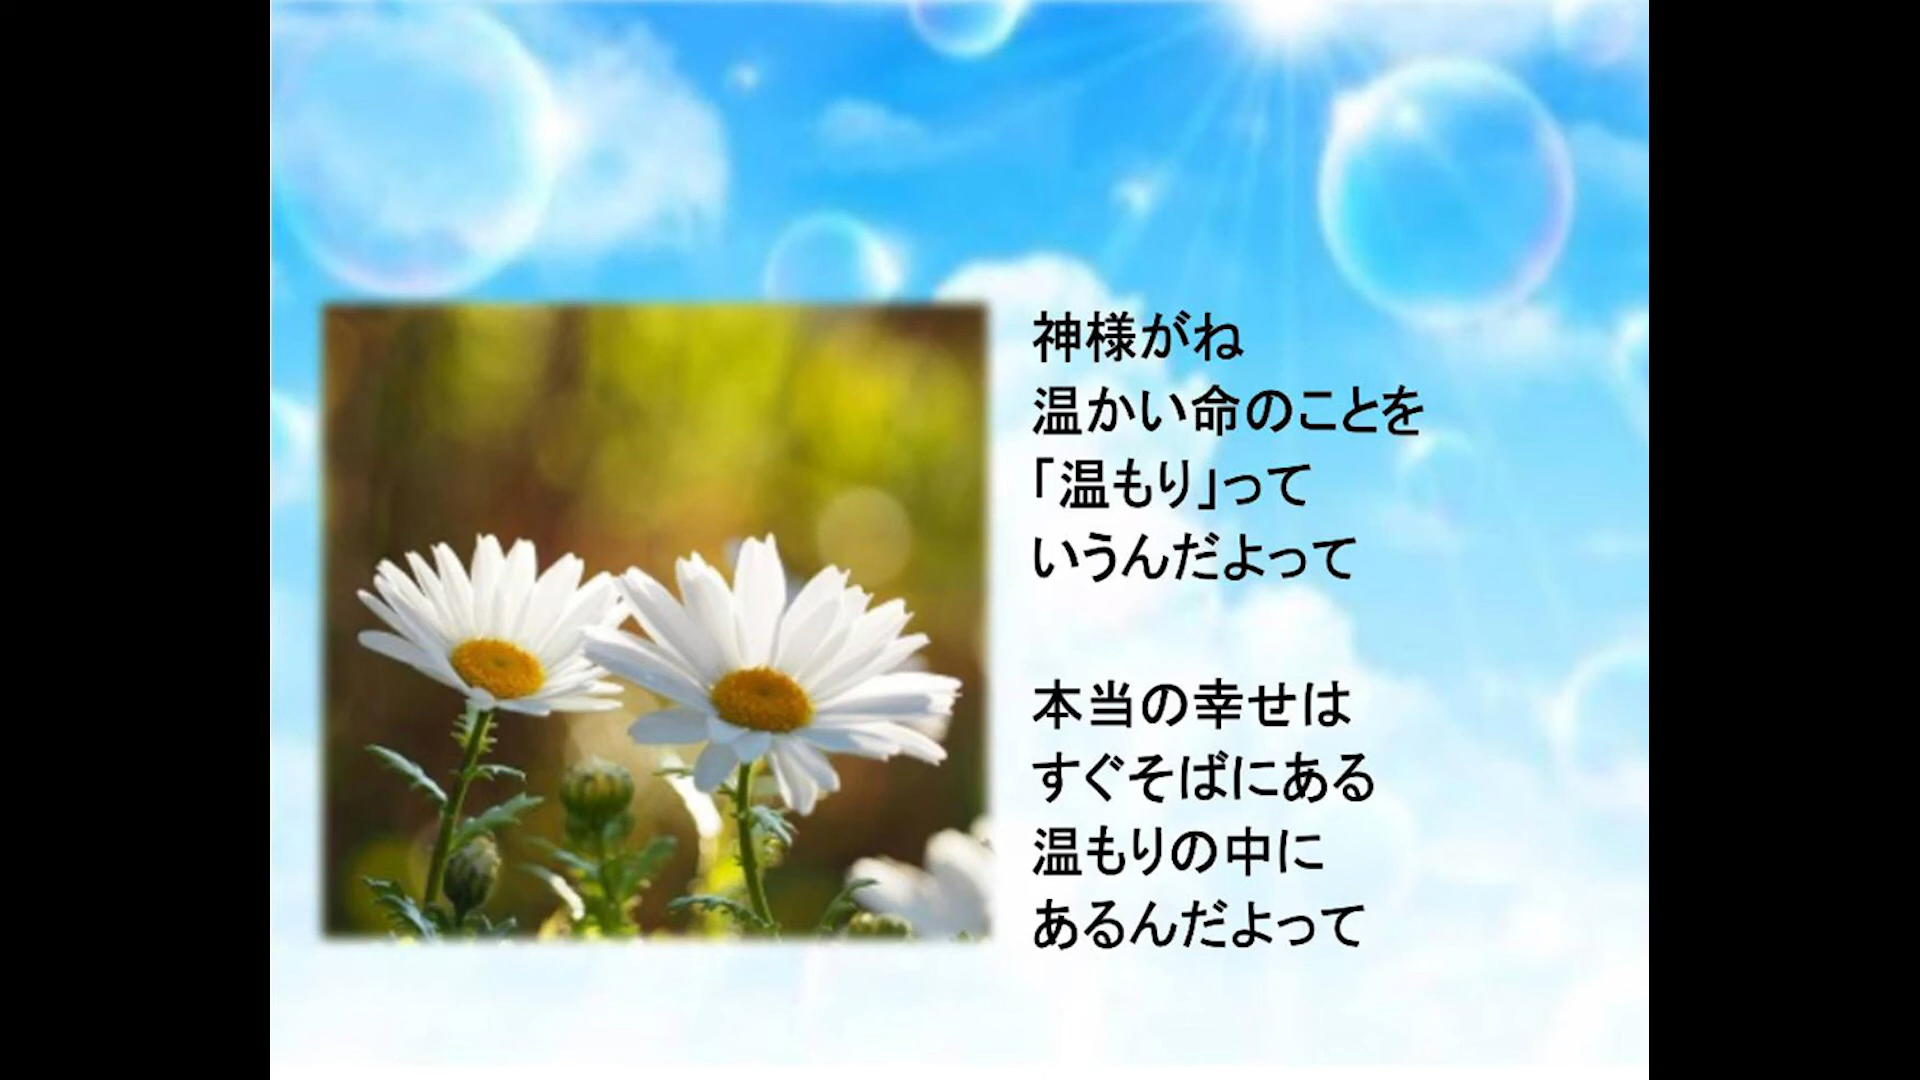 神様がね
温かい命のことを
「温もり」って
いうんだよって
本当の幸せは
すぐそばにある
温もりの中に
あるんだよって